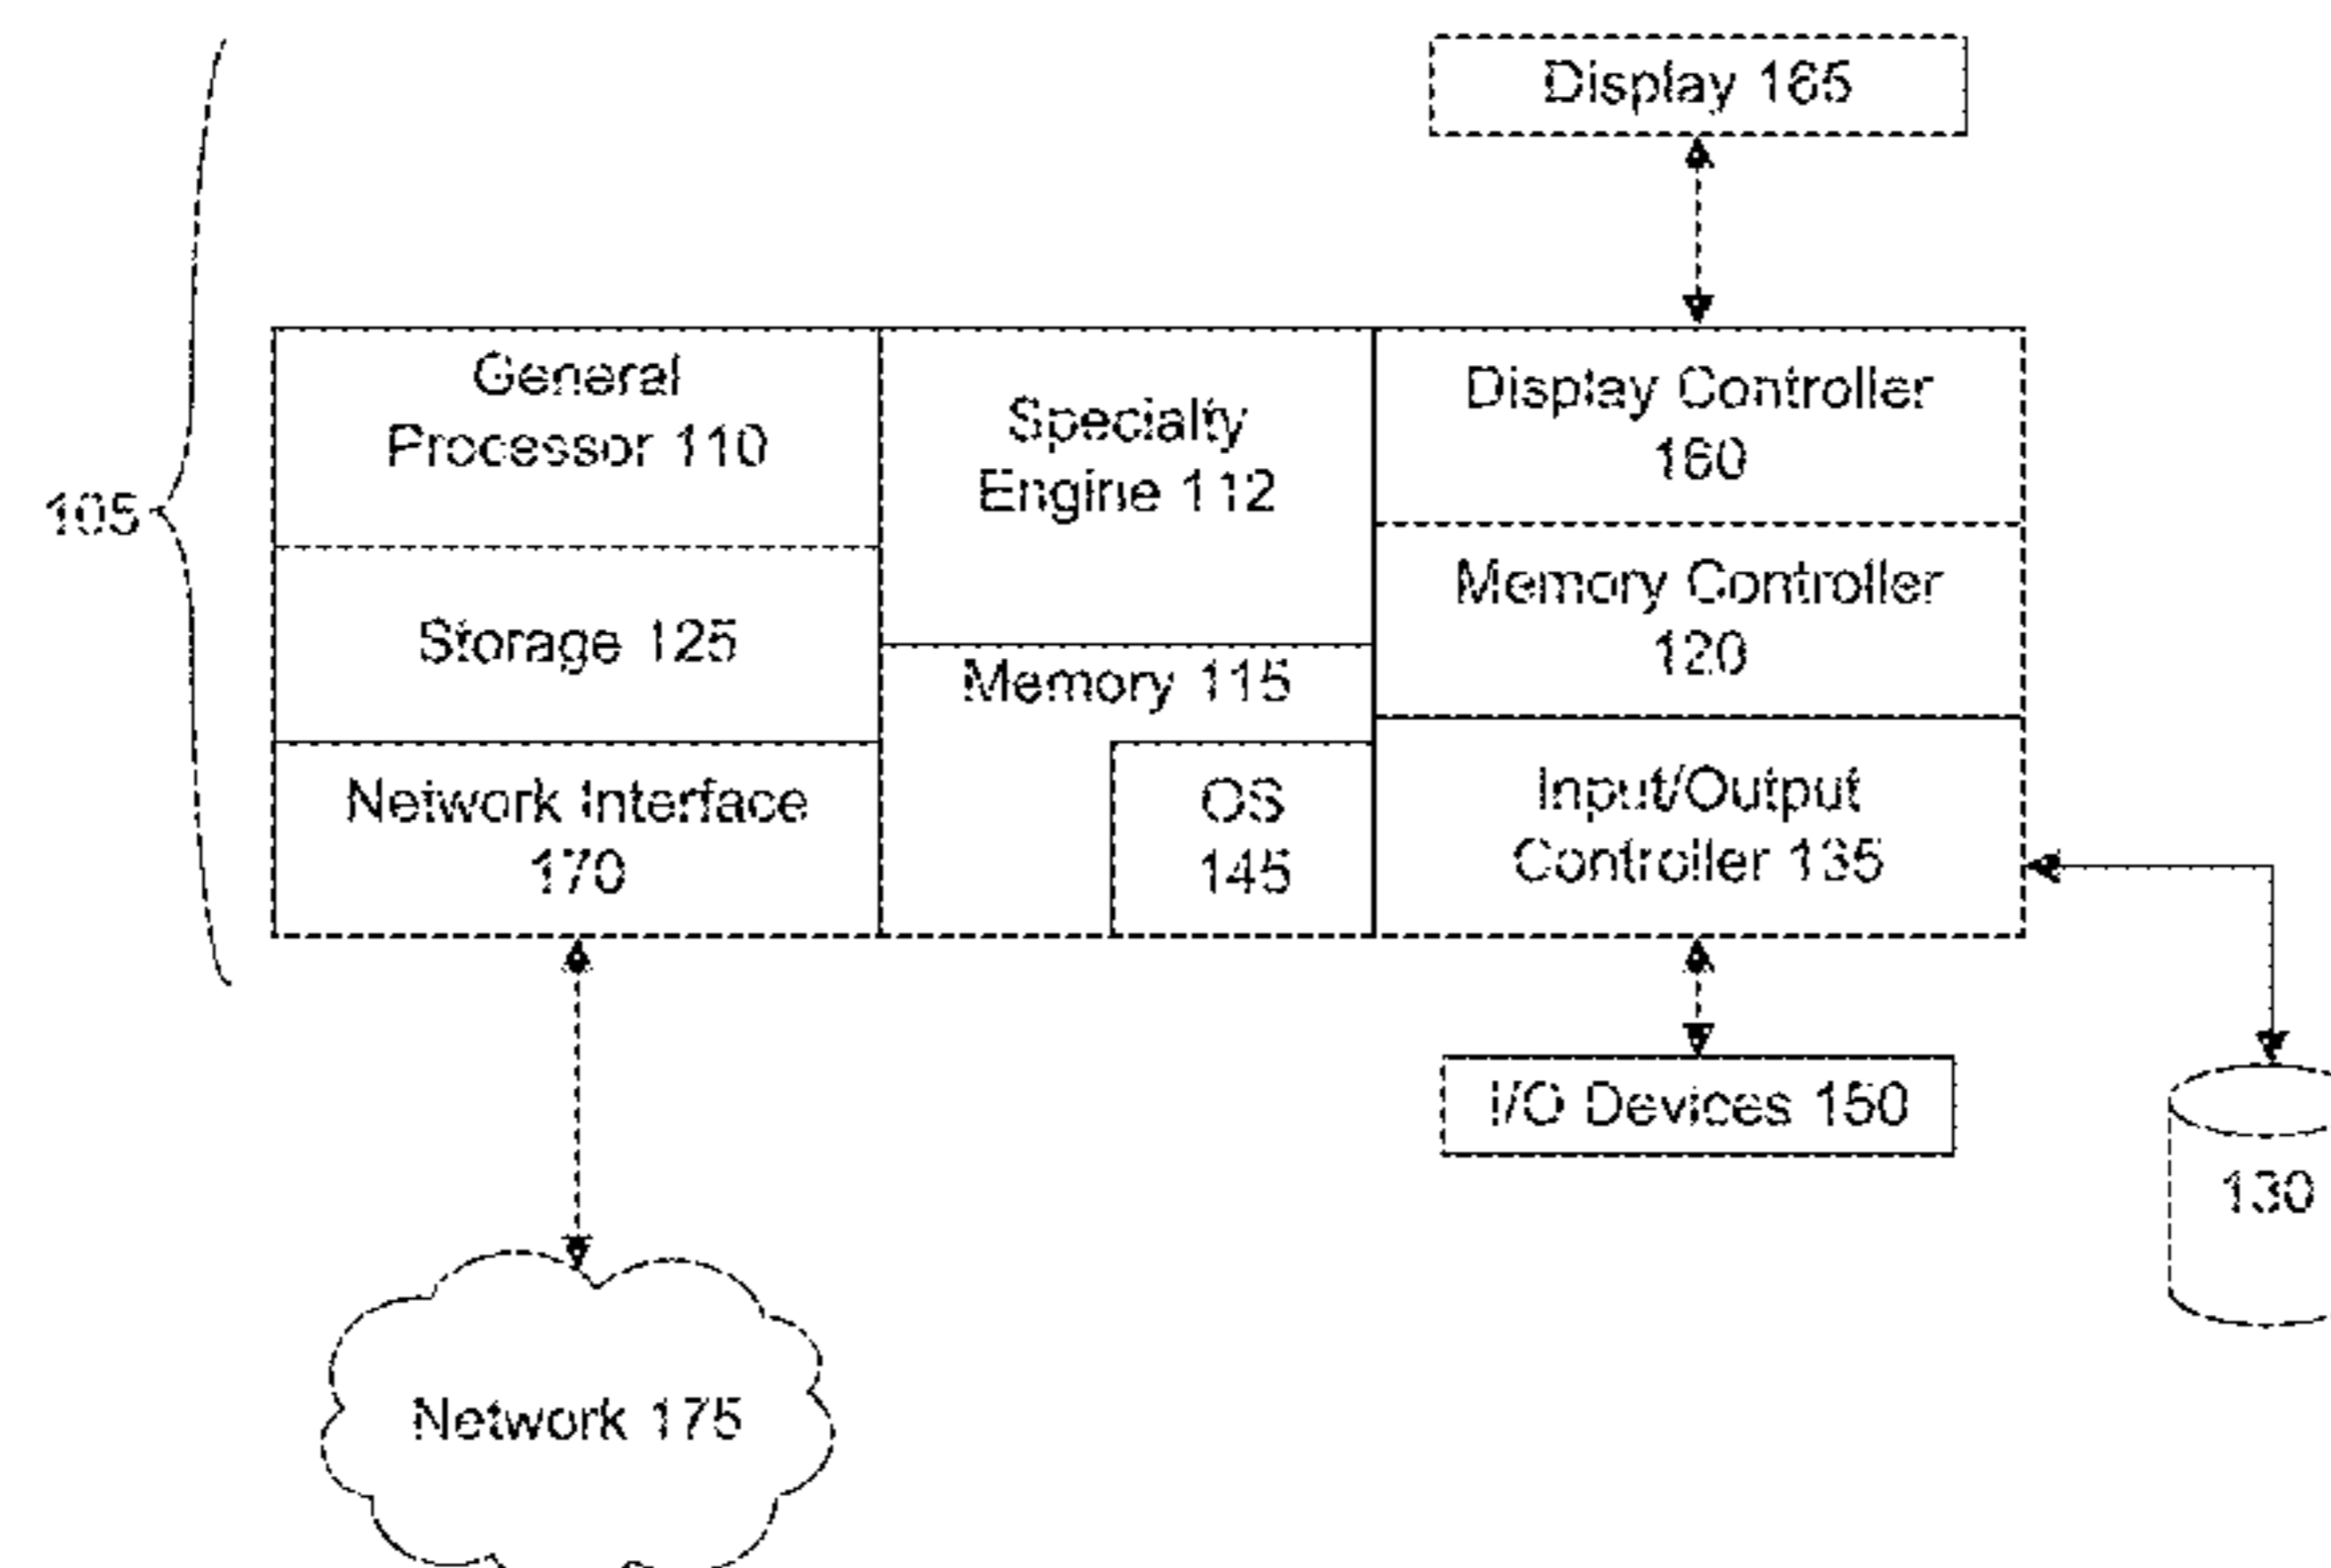 Display 165
General
Processor 110
Specialty
Engine 112
Display Controller
160
105
Memory Controller
120
Storage 125
Memory 115
Network Interface
170
OS
145
Input/Output
Controller 135
I/O Devices 150
130
Network 175